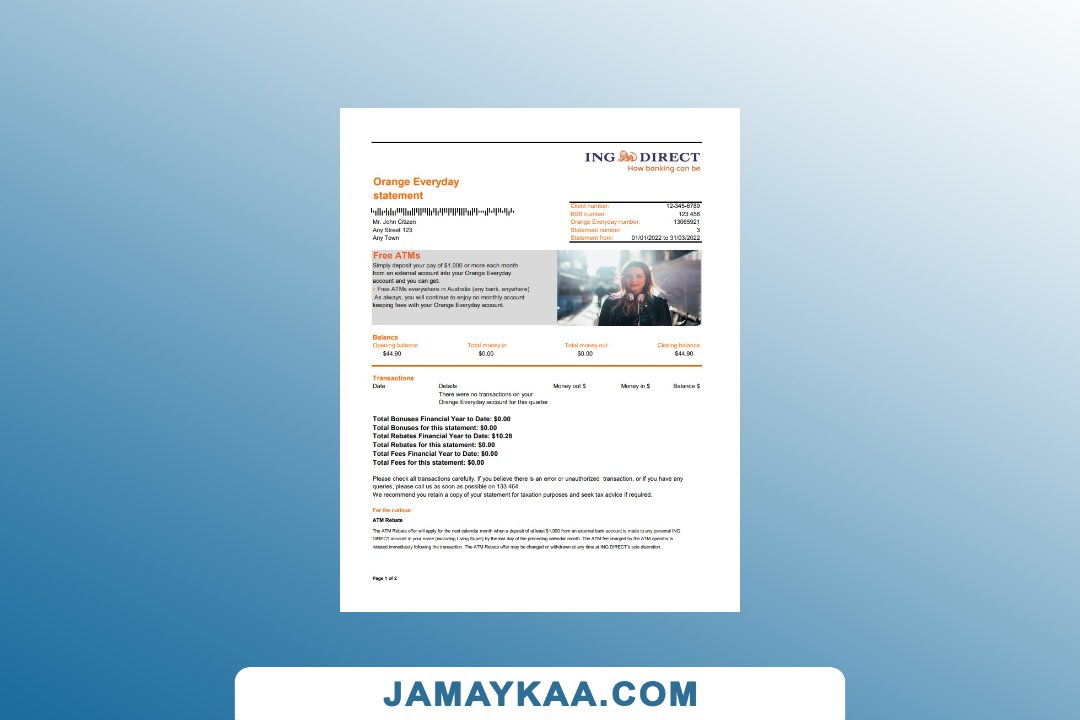 ING DIRECT
How banking can be
Orange Everyday
statement
Mr. John Citizen
Any Street 123
Any Town
Client number: 12-345-6789
BSB number: 123 456
Orange Everyday number: 13065921
Statement number: 3
Statement from: 01/01/2022 to 31/03/2022
Free ATMs
Simply deposit your pay of $1,000 or more each month
from an external account into your Orange Everyday
account and you can get:
- Free ATMs everywhere in Australia (any bank, anywhere)
As always, you will continue to enjoy no monthly account
keeping fees with your Orange Everyday account.
Balance
Opening balance Total money in Total money out Closing balance
$44.90 $0.00 $0.00 $44.90
Transactions
Date Details Money out $ Money in $ Balance $
There were no transactions on your
Orange Everyday account for this quarter
Total Bonuses Financial Year to Date: $0.00
Total Bonuses for this statement: $0.00
Total Rebates Financial Year to Date: $10.28
Total Rebates for this statement: $0.00
Total Fees Financial Year to Date: $0.00
Total Fees for this statement: $0.00
Please check all transactions carefully. If you believe there is an error or unauthorized transaction, or if you have any
queries, please call us as soon as possible on 133 464
We recommend you retain a copy of your statement for taxation purposes and seek tax advice if required.
For the curious:
ATM Rebate
The ATM Rebate offer will apply for the next calendar month when a deposit of at least $1,000 from an external bank account is made to any personal ING
DIRECT account in your name (excluding Living Super) by the last day of the preceding calendar month. The ATM fee charged by the ATM operator is
rebated immediately following the transaction. The ATM Rebate offer may be changed or withdrawn at any time at ING DIRECT's sole discretion.
Page 1 of 2
JAMAYKAA.COM